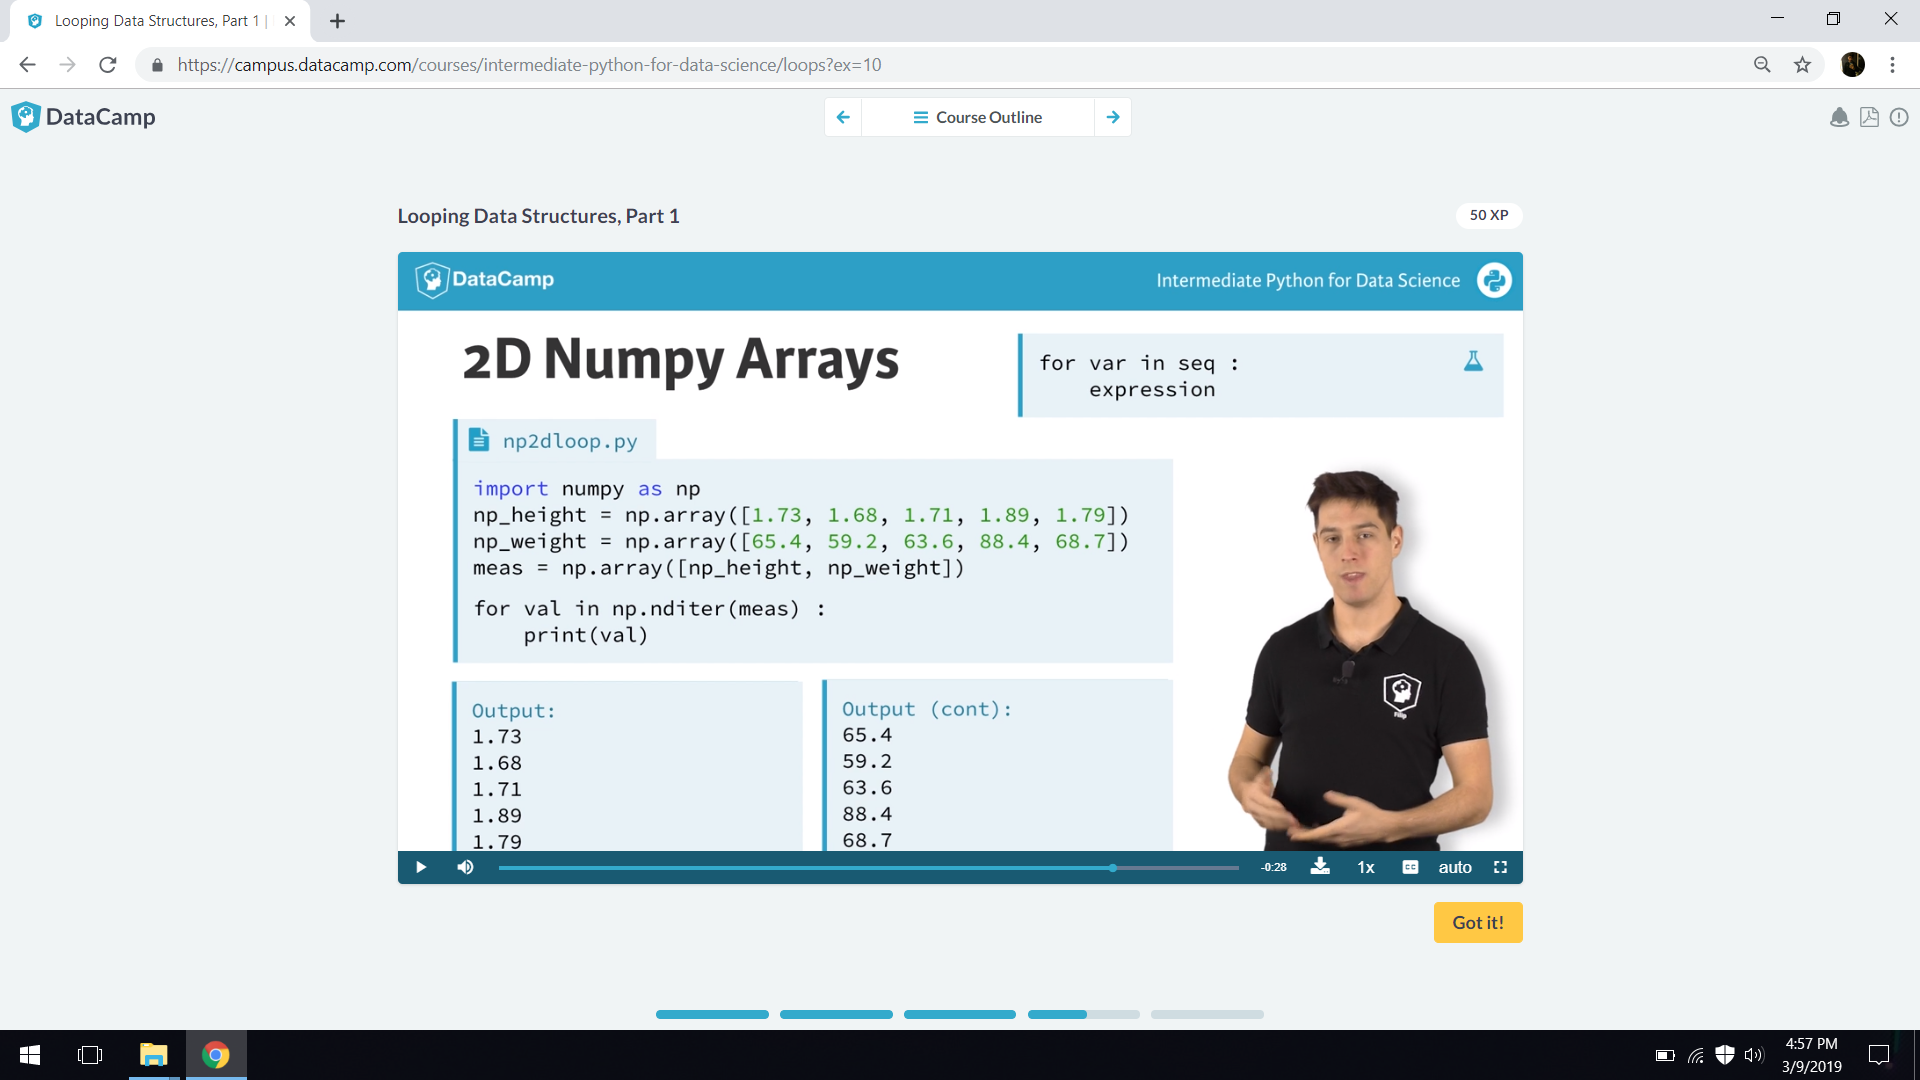 Looping Data Structures, Part 1 |
https://campus.datacamp.com/courses/intermediate-python-for-data-science/loops?ex=10
DataCamp
Course Outline
Looping Data Structures, Part 1
50 XP
DataCamp
Intermediate Python for Data Science
2D Numpy Arrays
for var in seq :
expression
np2dloop.py
import numpy as np
np_height = np.array([1.73, 1.68, 1.71, 1.89, 1.79])
np_weight = np.array([65.4, 59.2, 63.6, 88.4, 68.7])
meas = np.array([np_height, np_weight])
for val in np.nditer(meas) :
print(val)
Output:
1.73
1.68
1.71
1.89
1.79
Output (cont):
65.4
59.2
63.6
88.4
68.7
Filip
-0:28
1x
CC
auto
Got it!
4:57 PM
3/9/2019